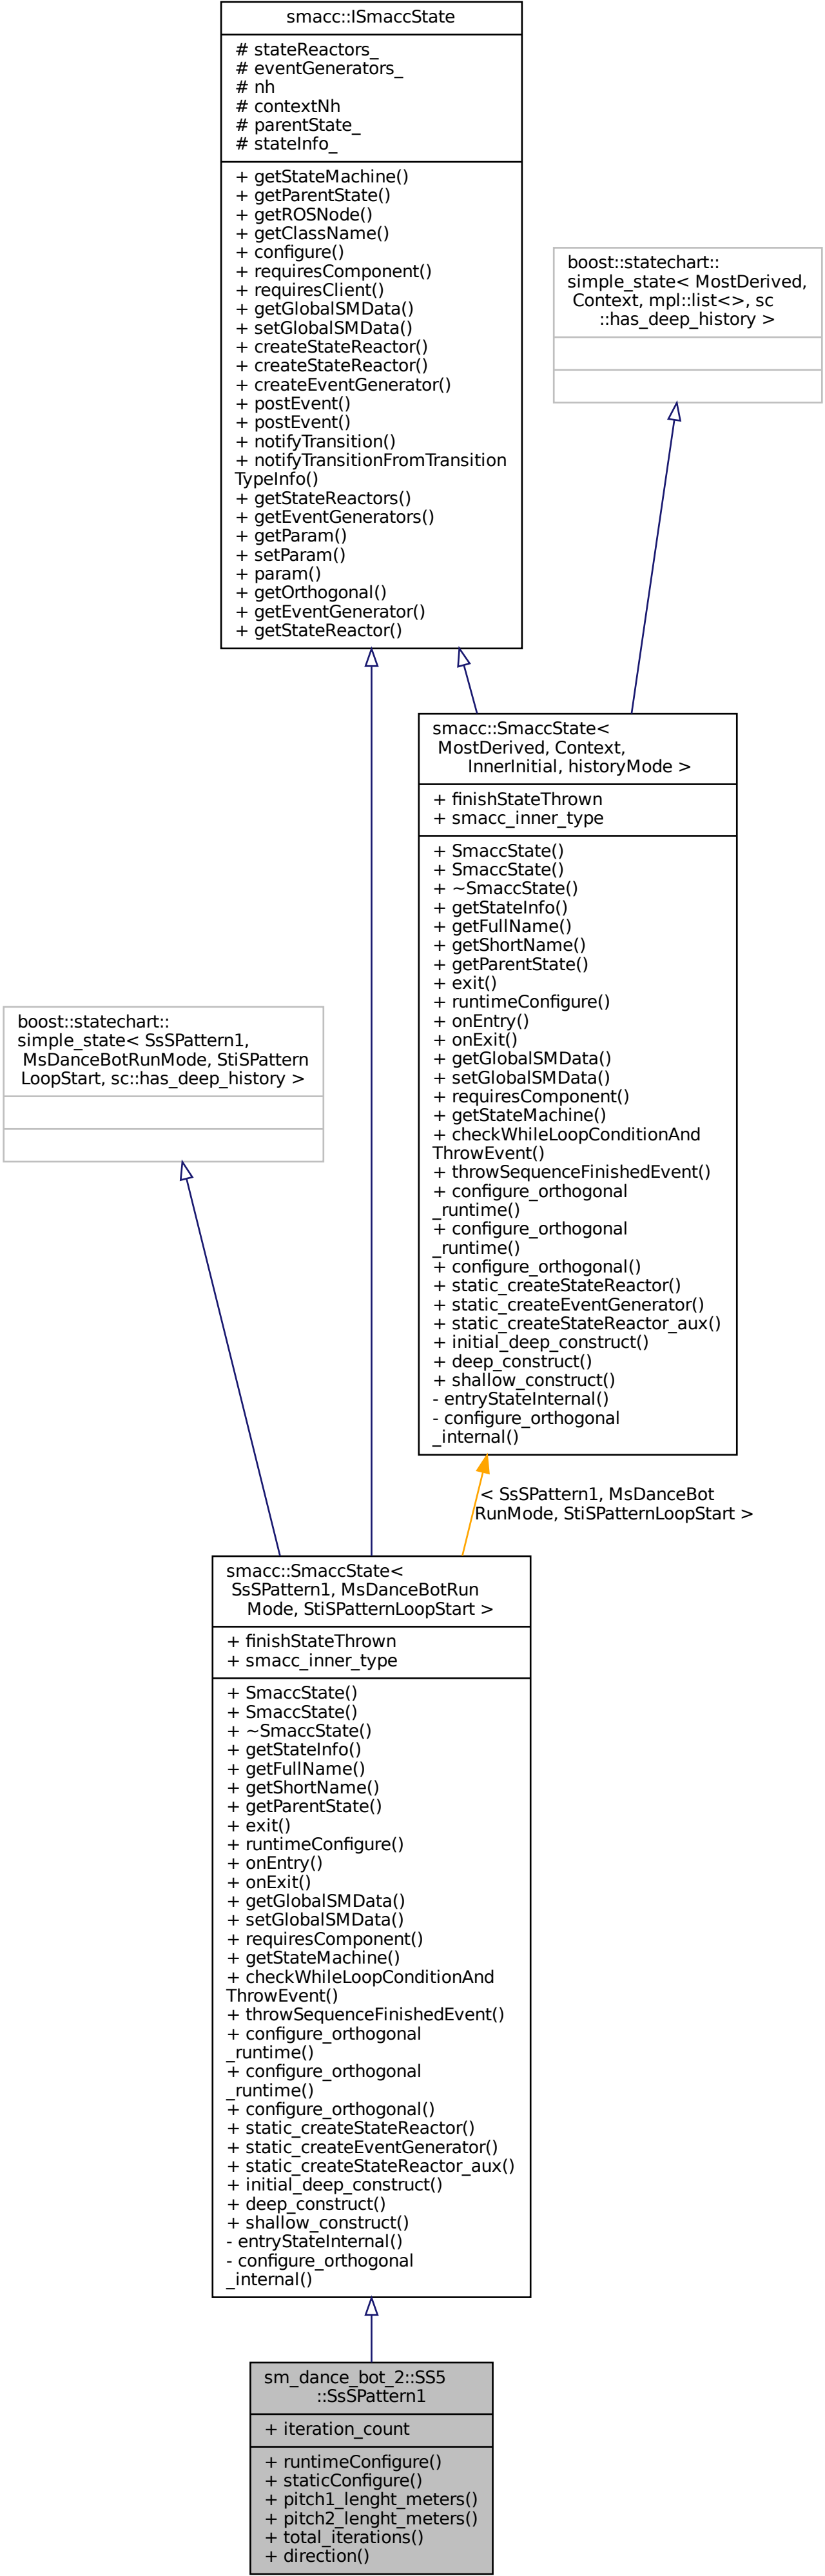 smacc::ISmaccState
# stateReactors_
# eventGenerators_
# nh
# contextNh
# parentState_
# stateInfo_
+ getStateMachine()
+ getParentState()
+ getROSNode()
+ getClassName()
+ configure()
+ requiresComponent()
+ requiresClient()
+ getGlobalSMData()
+ setGlobalSMData()
+ createStateReactor()
+ createStateReactor()
+ createEventGenerator()
+ postEvent()
+ postEvent()
+ notifyTransition()
+ notifyTransitionFromTransition
TypeInfo()
+ getStateReactors()
+ getEventGenerators()
+ getParam()
+ setParam()
+ param()
+ getOrthogonal()
+ getEventGenerator()
+ getStateReactor()
boost::statechart::
simple_state< MostDerived,
Context, mpl::list<>, sc
::has_deep_history >
smacc::SmaccState<
MostDerived, Context,
InnerInitial, historyMode >
+ finishStateThrown
+ smacc_inner_type
+ SmaccState()
+ SmaccState()
+ ~SmaccState()
+ getStateInfo()
+ getFullName()
+ getShortName()
+ getParentState()
+ exit()
+ runtimeConfigure()
+ onEntry()
+ onExit()
+ getGlobalSMData()
+ setGlobalSMData()
+ requiresComponent()
+ getStateMachine()
+ checkWhileLoopConditionAnd
ThrowEvent()
+ throwSequenceFinishedEvent()
+ configure_orthogonal
_runtime()
+ configure_orthogonal
_runtime()
+ configure_orthogonal()
+ static_createStateReactor()
+ static_createEventGenerator()
+ static_createStateReactor_aux()
+ initial_deep_construct()
+ deep_construct()
+ shallow_construct()
- entryStateInternal()
- configure_orthogonal
_internal()
boost::statechart::
simple_state< SsSPattern1,
MsDanceBotRunMode, StiSPattern
LoopStart, sc::has_deep_history >
< SsSPattern1, MsDanceBot
RunMode, StiSPatternLoopStart >
smacc::SmaccState<
SsSPattern1, MsDanceBotRun
Mode, StiSPatternLoopStart >
+ finishStateThrown
+ smacc_inner_type
+ SmaccState()
+ SmaccState()
+ ~SmaccState()
+ getStateInfo()
+ getFullName()
+ getShortName()
+ getParentState()
+ exit()
+ runtimeConfigure()
+ onEntry()
+ onExit()
+ getGlobalSMData()
+ setGlobalSMData()
+ requiresComponent()
+ getStateMachine()
+ checkWhileLoopConditionAnd
ThrowEvent()
+ throwSequenceFinishedEvent()
+ configure_orthogonal
_runtime()
+ configure_orthogonal
_runtime()
+ configure_orthogonal()
+ static_createStateReactor()
+ static_createEventGenerator()
+ static_createStateReactor_aux()
+ initial_deep_construct()
+ deep_construct()
+ shallow_construct()
- entryStateInternal()
- configure_orthogonal
_internal()
sm_dance_bot_2::SS5
::SsSPattern1
+ iteration_count
+ runtimeConfigure()
+ staticConfigure()
+ pitch1_lenght_meters()
+ pitch2_lenght_meters()
+ total_iterations()
+ direction()